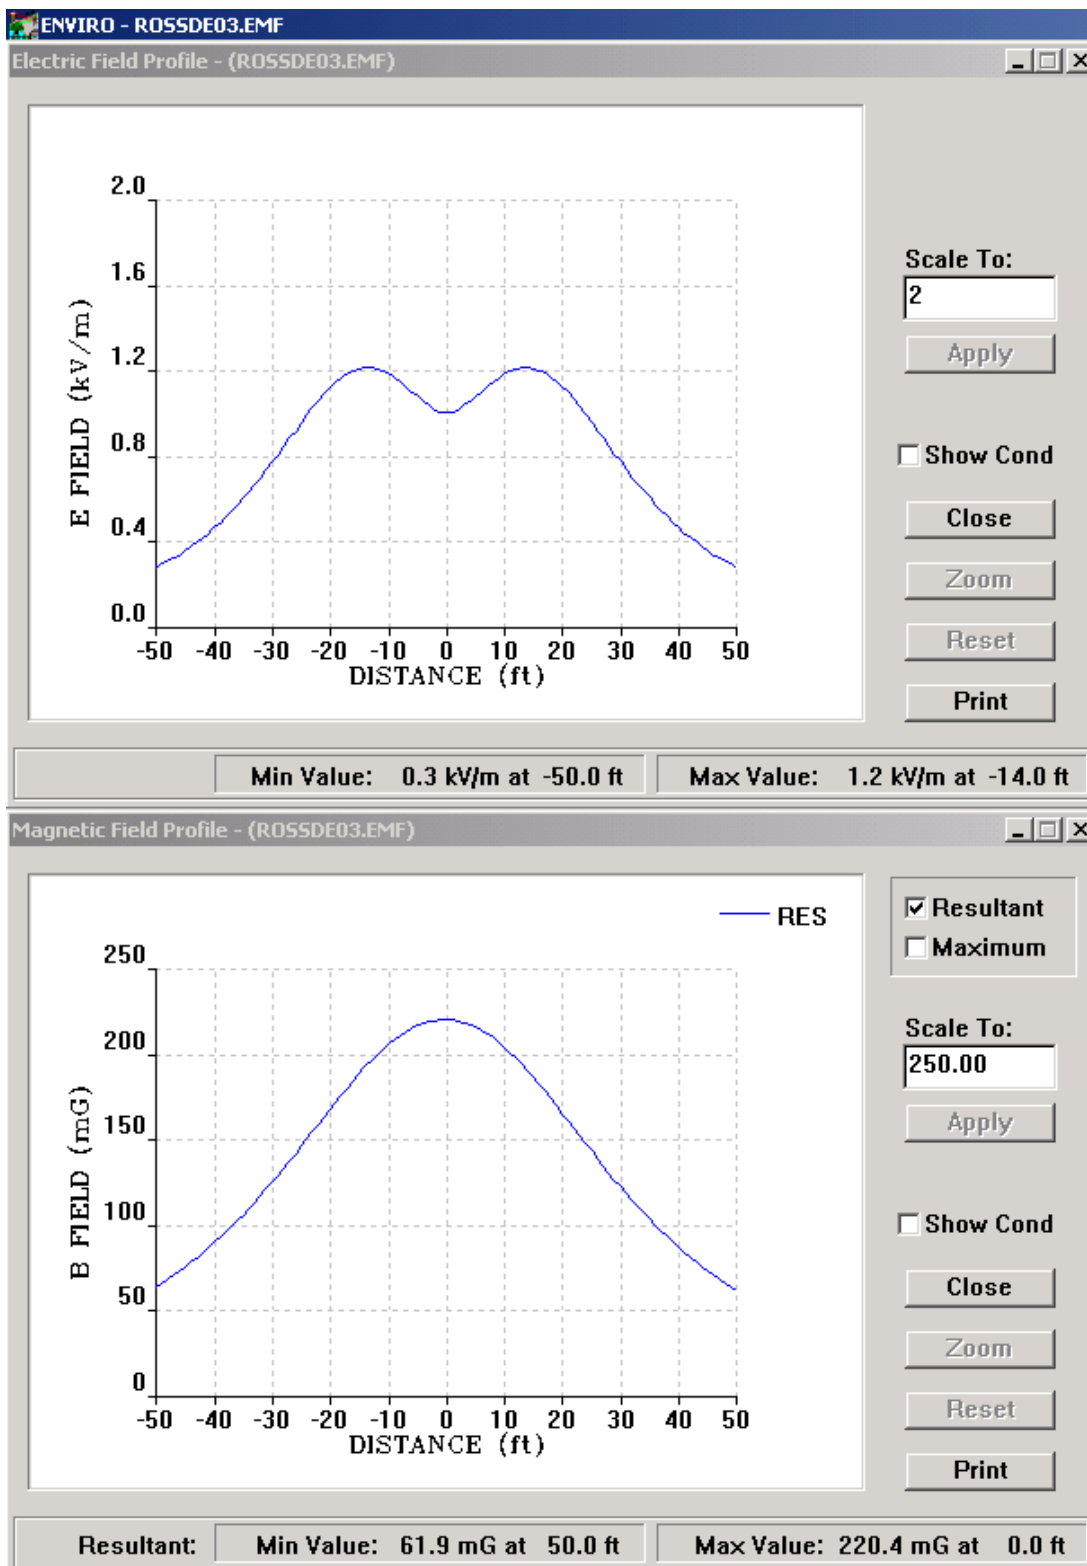 ENVIRO - ROSSDE03.EMF
Electric Field Profile - (ROSSDE03.EMF)
2.0
1.6
1.2
0.8
0.4
0.0
E FIELD (kV/m)
-50 -40 -30 -20 -10 0 10 20 30 40 50
DISTANCE (ft)
Scale To:
2
Apply
Show Cond
Close
Zoom
Reset
Print
Min Value: 0.3 kV/m at -50.0 ft Max Value: 1.2 kV/m at -14.0 ft
Magnetic Field Profile - (ROSSDE03.EMF)
RES
250
200
150
100
50
0
B FIELD (mG)
-50 -40 -30 -20 -10 0 10 20 30 40 50
DISTANCE (ft)
Resultant
Maximum
Scale To:
250.00
Apply
Show Cond
Close
Zoom
Reset
Print
Resultant: Min Value: 61.9 mG at 50.0 ft Max Value: 220.4 mG at 0.0 ft